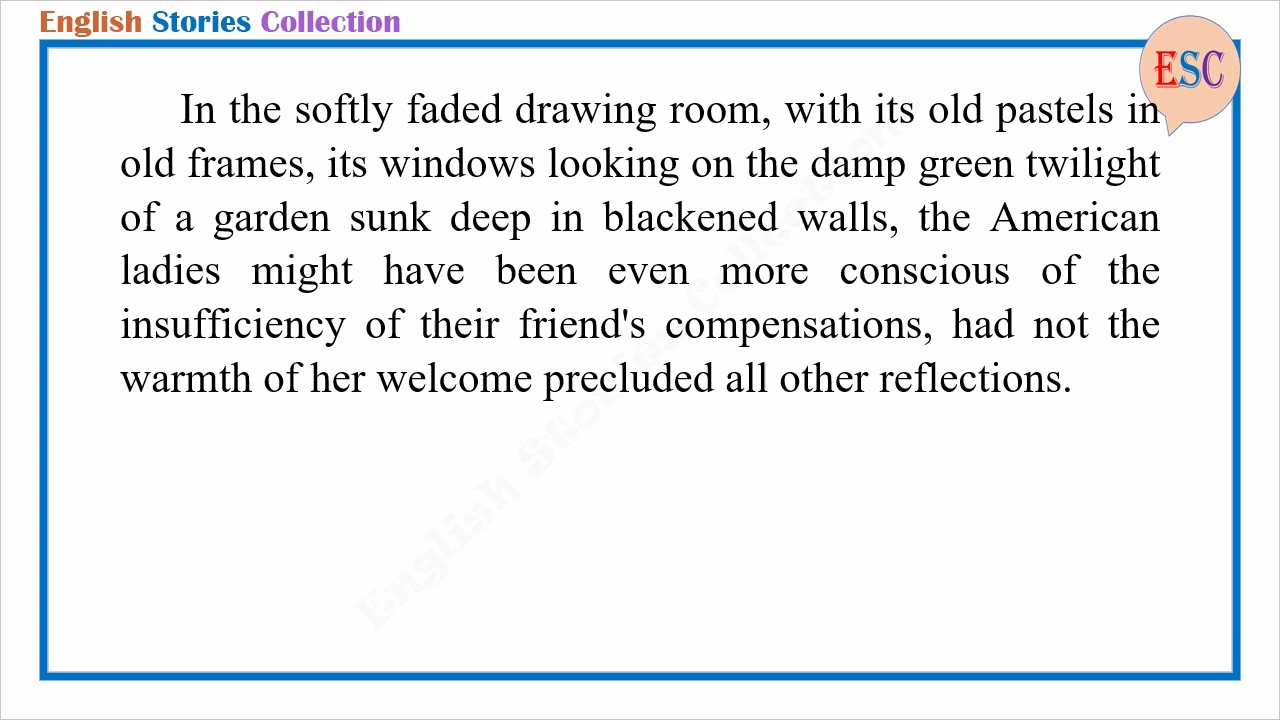 English Stories Collection
ESC
In the softly faded drawing room, with its old pastels in
old frames, its windows looking on the damp green twilight
of a garden sunk deep in blackened walls, the American
ladies might have been even more conscious of the
insufficiency of their friend's compensations, had not the
warmth of her welcome precluded all other reflections.
English Stories Collections